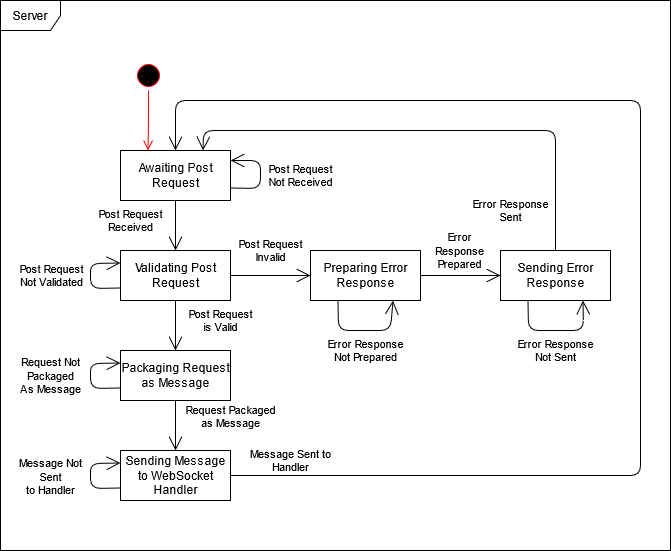 Server
Awaiting Post
Request
Post Request
Not Received
Post Request
Received
Error Response
Sent
Validating Post
Request
Post Request
Not Validated
Post Request
Invalid
Preparing Error
Response
Error
Response
Prepared
Sending Error
Response
Post Request
is Valid
Error Response
Not Prepared
Error Response
Not Sent
Request Not
Packaged
As Message
Packaging Request
as Message
Request Packaged
as Message
Message Not
Sent
to Handler
Sending Message
to WebSocket
Handler
Message Sent to
Handler